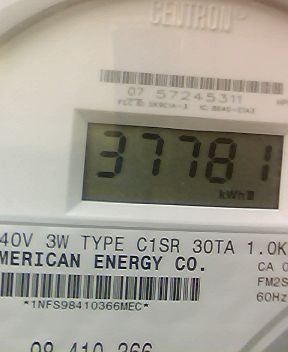 CENTRON
07 57245311
37781
kWh
40V 3W TYPE C1SR 30TA 1.0K
MERICAN ENERGY CO.
CA 0
FM2S
60Hz
*1NFS98410366MEC*
98 410 366